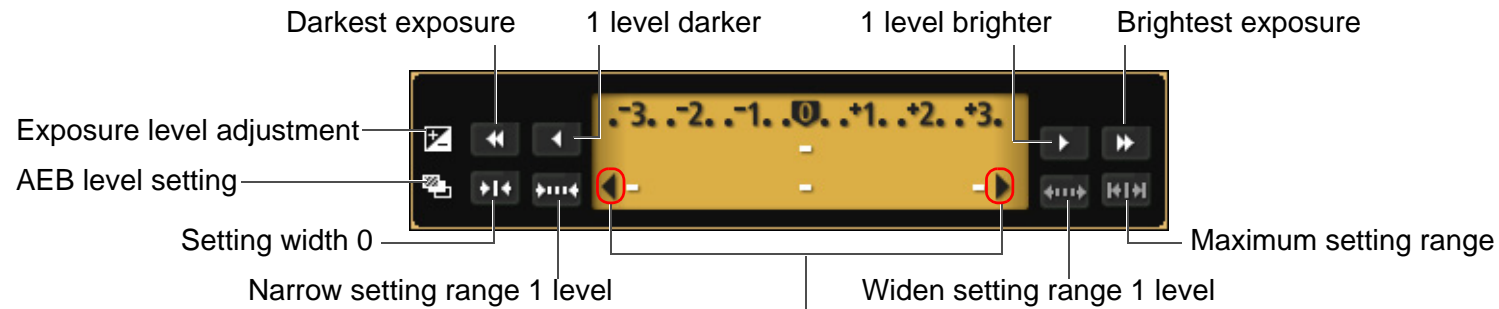 Darkest exposure 1 level darker 1 level brighter Brightest exposure
.-3. .-2. .-1. .0. .+1. .+2. .+3.
Exposure level adjustment
AEB level setting
Setting width 0 Maximum setting range
Narrow setting range 1 level Widen setting range 1 level